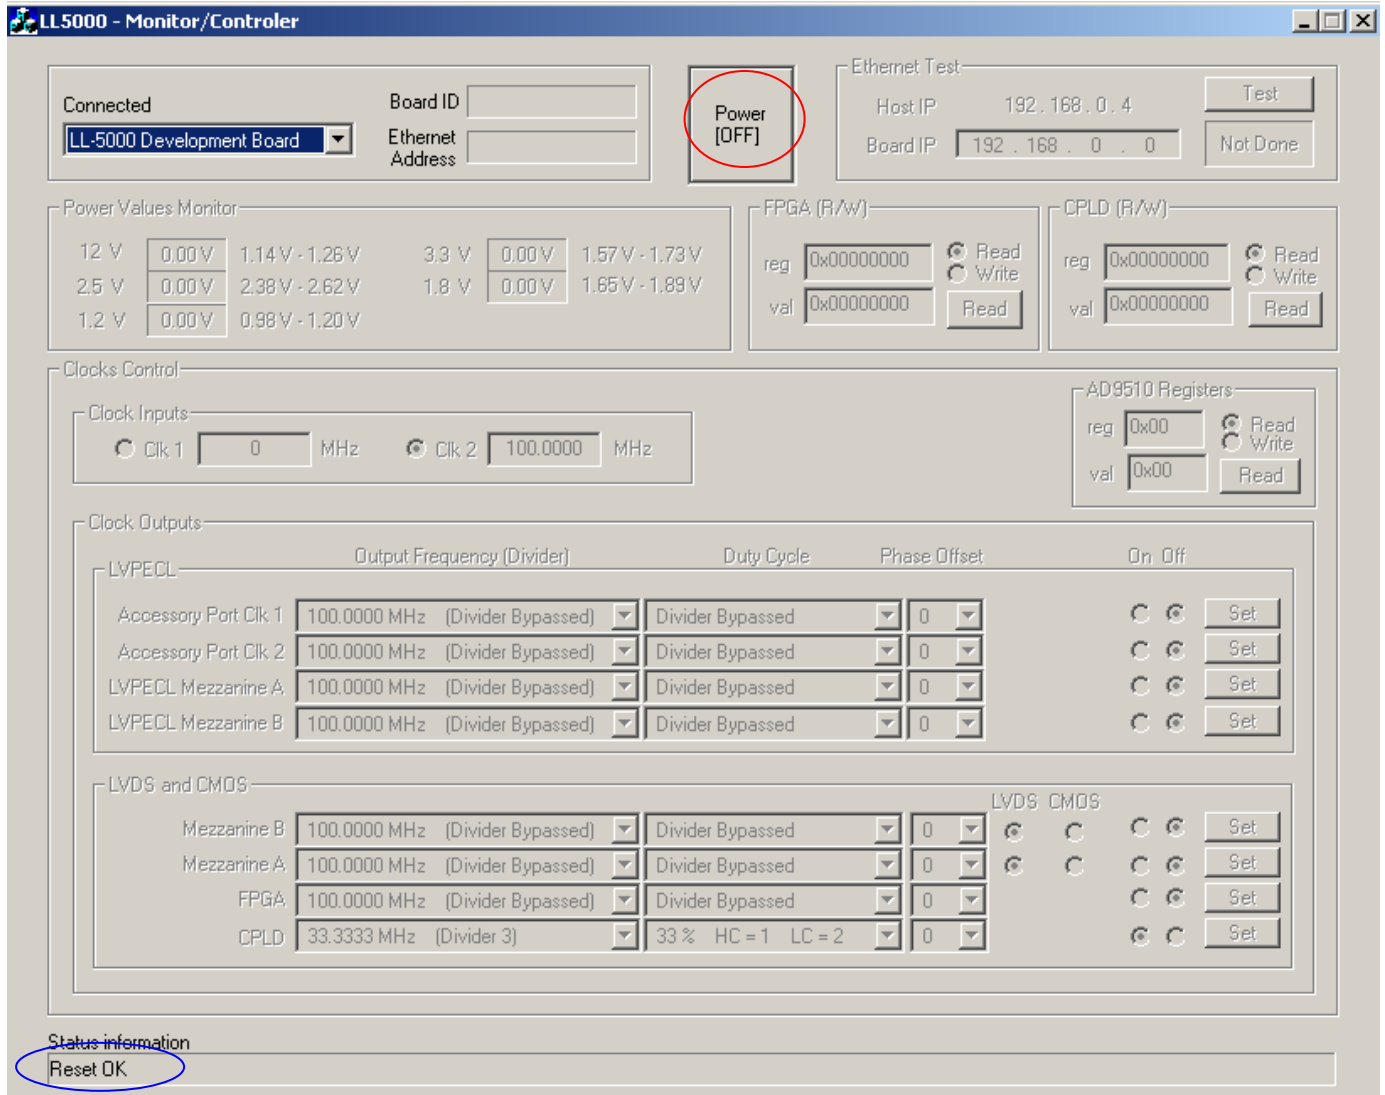 LL5000 - Monitor/Controler
Connected
LL-5000 Development Board
Board ID
Ethernet
Address
Power
[OFF]
Ethernet Test
Host IP 192 . 168 . 0 . 4 Test
Board IP 192 . 168 . 0 . 0 Not Done
Power Values Monitor
12 V 0.00 V 1.14 V - 1.26 V 3.3 V 0.00 V 1.57 V - 1.73 V
2.5 V 0.00 V 2.38 V - 2.62 V 1.8 V 0.00 V 1.65 V - 1.89 V
1.2 V 0.00 V 0.98 V - 1.20 V
FPGA (R/W)
reg 0x00000000 Read
Write
val 0x00000000 Read
CPLD (R/W)
reg 0x00000000 Read
Write
val 0x00000000 Read
Clocks Control
Clock Inputs
Clk 1 0 MHz Clk 2 100.0000 MHz
AD9510 Registers
reg 0x00 Read
Write
val 0x00 Read
Clock Outputs
Output Frequency (Divider) Duty Cycle Phase Offset On Off
LVPECL
Accessory Port Clk 1 100.0000 MHz (Divider Bypassed) Divider Bypassed 0 Set
Accessory Port Clk 2 100.0000 MHz (Divider Bypassed) Divider Bypassed 0 Set
LVPECL Mezzanine A 100.0000 MHz (Divider Bypassed) Divider Bypassed 0 Set
LVPECL Mezzanine B 100.0000 MHz (Divider Bypassed) Divider Bypassed 0 Set
LVDS and CMOS
LVDS CMOS
Mezzanine B 100.0000 MHz (Divider Bypassed) Divider Bypassed 0 Set
Mezzanine A 100.0000 MHz (Divider Bypassed) Divider Bypassed 0 Set
FPGA 100.0000 MHz (Divider Bypassed) Divider Bypassed 0 Set
CPLD 33.3333 MHz (Divider 3) 33 % HC = 1 LC = 2 0 Set
Status information
Reset OK